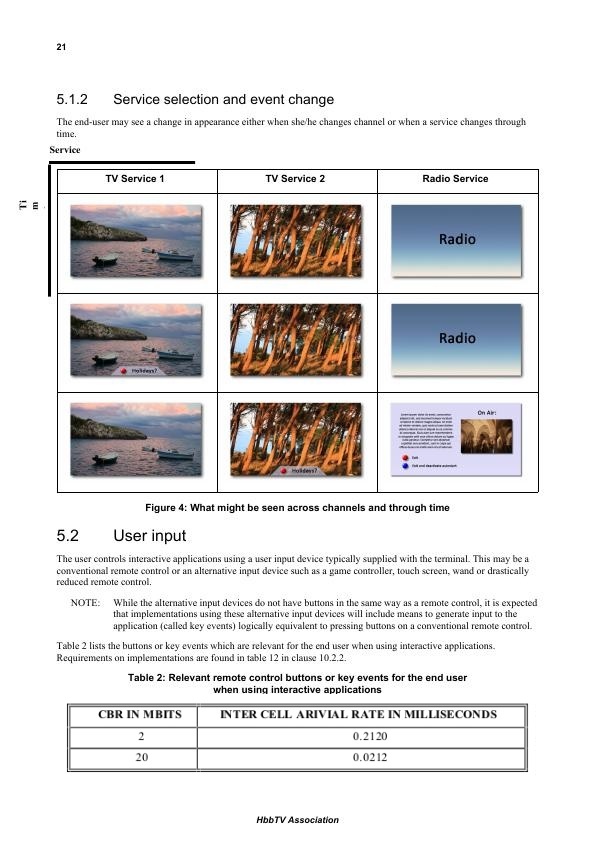 21
5.1.2 Service selection and event change
The end-user may see a change in appearance either when she/he changes channel or when a service changes through
time.
Service
Ti
m
TV Service 1 TV Service 2 Radio Service
Radio
Holidays?
Radio
Holidays?
On Air:
Exit
Exit and deactivate autostart
Figure 4: What might be seen across channels and through time
5.2 User input
The user controls interactive applications using a user input device typically supplied with the terminal. This may be a
conventional remote control or an alternative input device such as a game controller, touch screen, wand or drastically
reduced remote control.
NOTE: While the alternative input devices do not have buttons in the same way as a remote control, it is expected
that implementations using these alternative input devices will include means to generate input to the
application (called key events) logically equivalent to pressing buttons on a conventional remote control.
Table 2 lists the buttons or key events which are relevant for the end user when using interactive applications.
Requirements on implementations are found in table 12 in clause 10.2.2.
Table 2: Relevant remote control buttons or key events for the end user
when using interactive applications
CBR IN MBITS INTER CELL ARIVIAL RATE IN MILLISECONDS
2 0.2120
20 0.0212
HbbTV Association